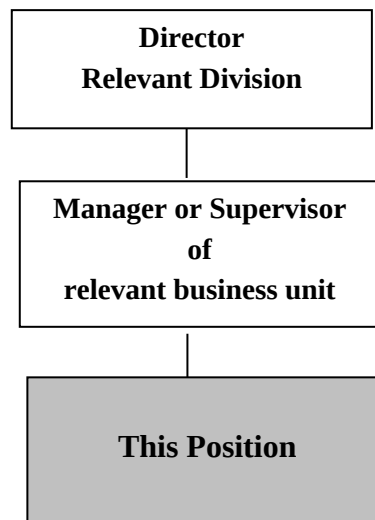 Director
Relevant Division
Manager or Supervisor
of
relevant business unit
This Position